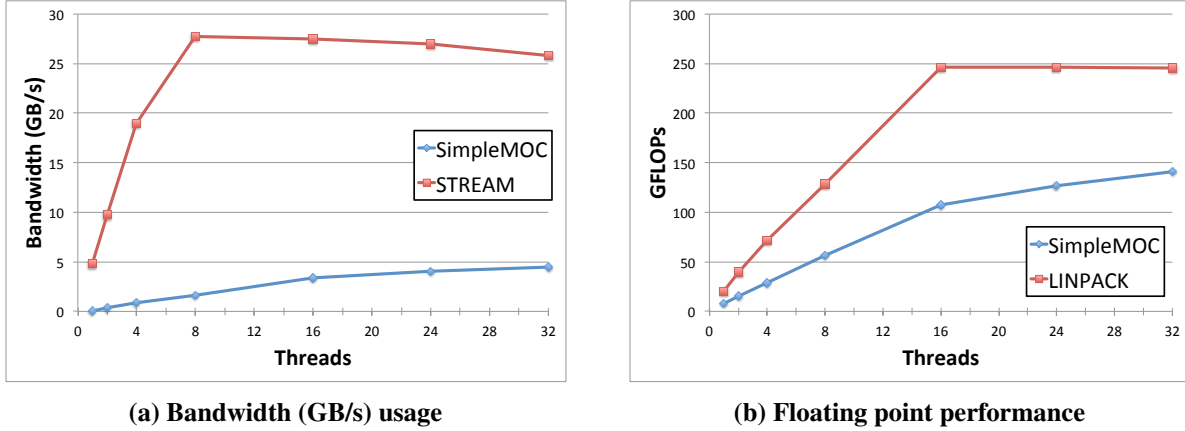 30
25
20
15
10
5
0
Bandwidth (GB/s)
SimpleMOC
STREAM
0 4 8 12 16 20 24 28 32
Threads
(a) Bandwidth (GB/s) usage
300
250
200
150
100
50
0
GFLOPs
SimpleMOC
LINPACK
0 4 8 12 16 20 24 28 32
Threads
(b) Floating point performance